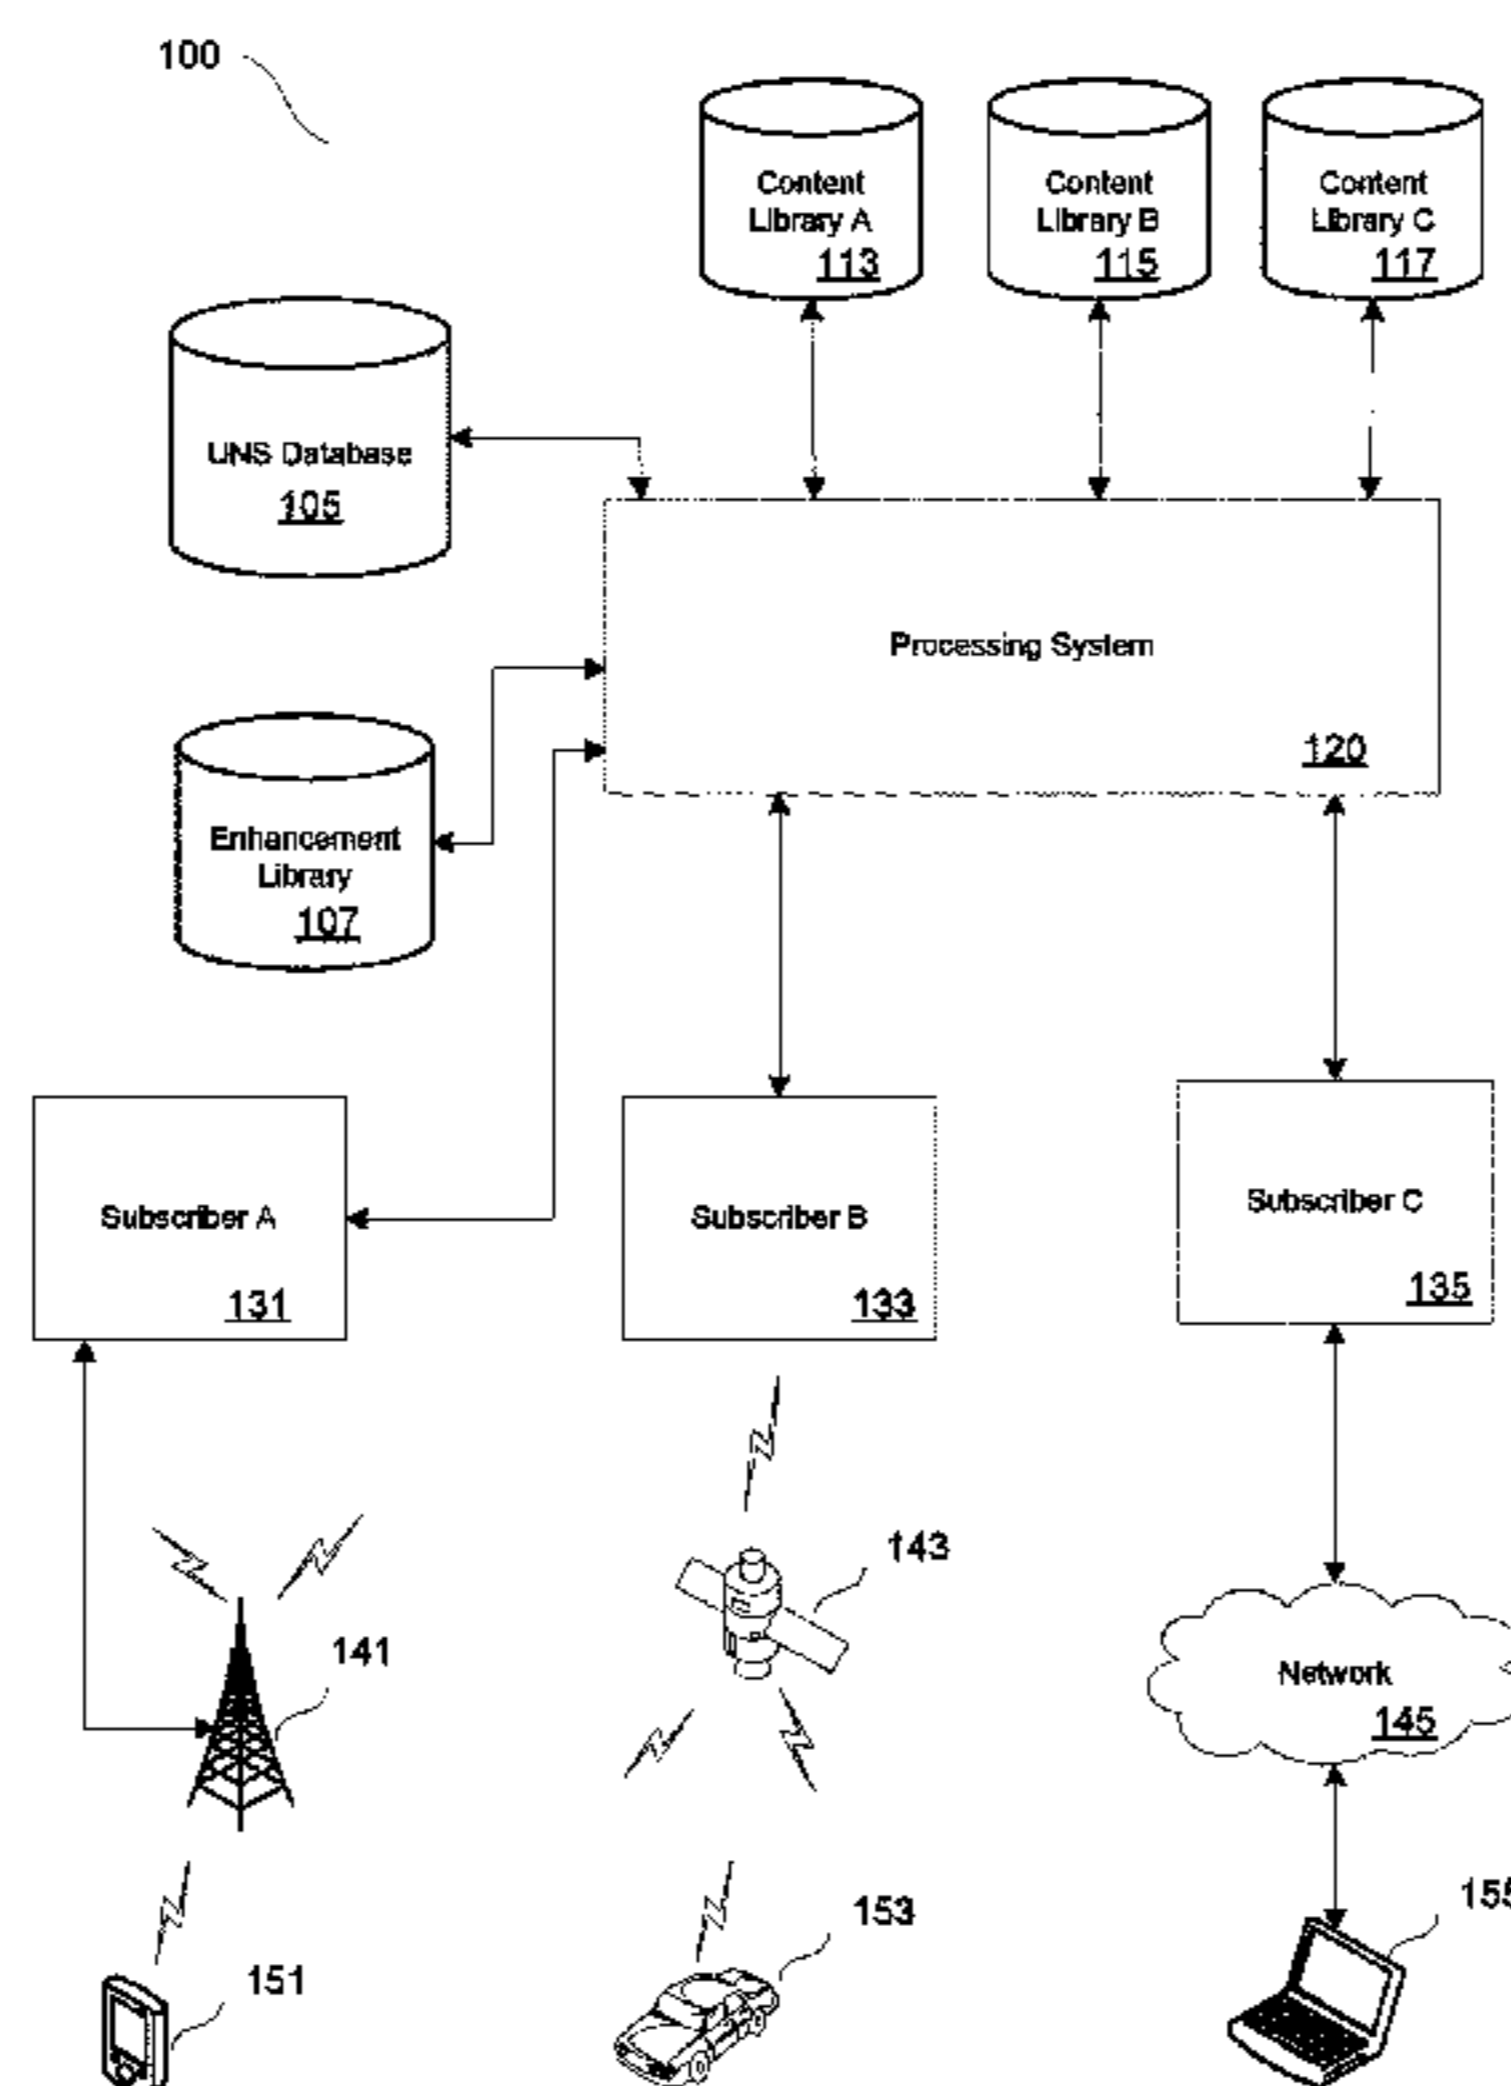 100
Content
Library A
113
Content
Library B
115
Content
Library C
117
UNS Database
105
Processing System
120
Enhancement
Library
107
Subscriber A
131
Subscriber B
133
Subscriber C
135
143
141
Network
145
155
153
151